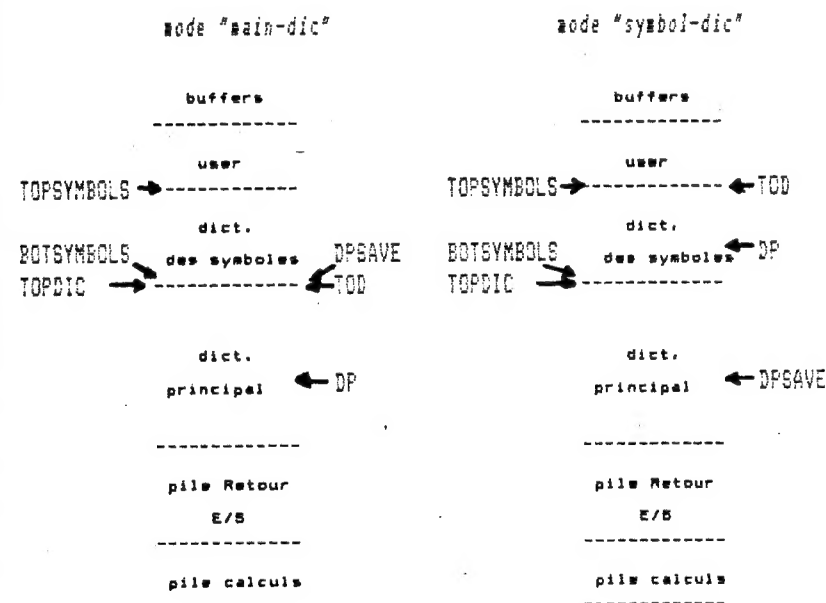 mode "main-dic"
buffers
user
TOPSYMBOLS
dict.
BOTSYMBOLS
des symboles
DPSAVE
TOPDIC
TOD
dict.
principal
DP
pile Retour
E/S
pile calculs
mode "symbol-dic"
buffers
user
TOPSYMBOLS
TOD
dict.
BOTSYMBOLS
des symboles
DP
TOPDIC
dict.
principal
DPSAVE
pile Retour
E/S
pile calculs